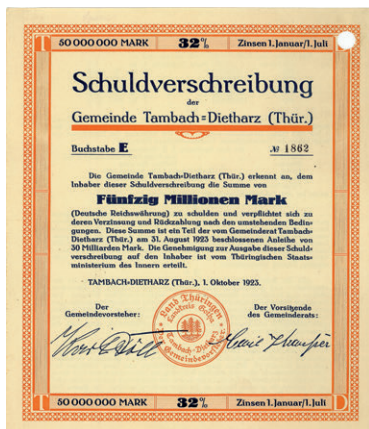 T 50 000 000 MARK 32% Zinsen 1. Januar/1. Juli
Schuldverschreibung
der
Gemeinde Tambach=Dietharz (Thür.)
Buchstabe E № 1862
Die Gemeinde Tambach=Dietharz (Thür.) erkennt an, dem
Inhaber dieser Schuldverschreibung die Summe von
Fünfzig Millionen Mark
(Deutsche Reichswährung) zu schulden und verpflichtet sich zu
deren Verzinsung und Rückzahlung nach den umstehenden Bedin-
gungen. Diese Summe ist ein Teil der vom Gemeinderat Tambach=
Dietharz (Thür.) am 31. August 1923 beschlossenen Anleihe von
30 Milliarden Mark. Die Genehmigung zur Ausgabe dieser Schuld-
verschreibung auf den Inhaber ist vom Thüringischen Staats-
ministerium des Innern erteilt.
TAMBACH=DIETHARZ (Thür.), 1. Oktober 1923.
Der
Gemeindevorsteher:
Der Vorsitzende
des Gemeinderats:
Land Thüringen
Landkreis Gotha
Tambach-Dietharz
Gemeindevorstand
T 50 000 000 MARK 32% Zinsen 1. Januar/1. Juli D